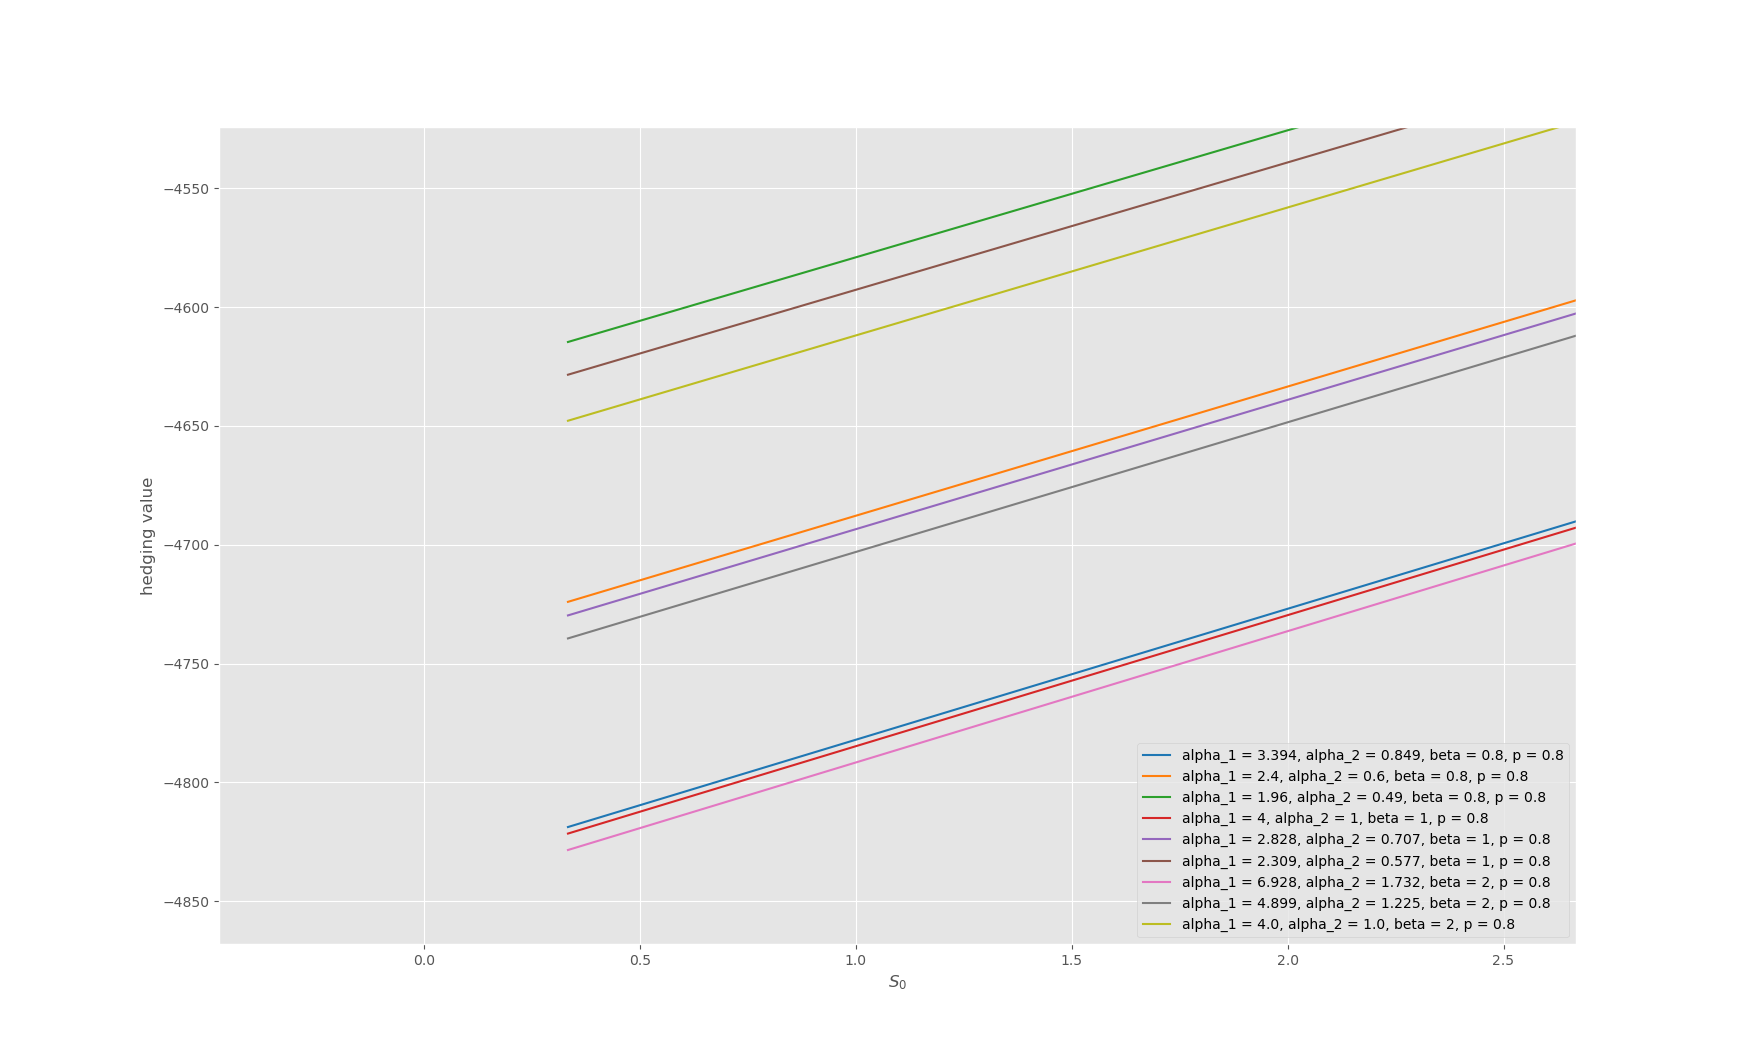 −4550
−4600
−4650
−4700
−4750
−4800
−4850
hedging value
0.0
0.5
1.0
1.5
2.0
2.5
S₀
alpha_1 = 3.394, alpha_2 = 0.849, beta = 0.8, p = 0.8
alpha_1 = 2.4, alpha_2 = 0.6, beta = 0.8, p = 0.8
alpha_1 = 1.96, alpha_2 = 0.49, beta = 0.8, p = 0.8
alpha_1 = 4, alpha_2 = 1, beta = 1, p = 0.8
alpha_1 = 2.828, alpha_2 = 0.707, beta = 1, p = 0.8
alpha_1 = 2.309, alpha_2 = 0.577, beta = 1, p = 0.8
alpha_1 = 6.928, alpha_2 = 1.732, beta = 2, p = 0.8
alpha_1 = 4.899, alpha_2 = 1.225, beta = 2, p = 0.8
alpha_1 = 4.0, alpha_2 = 1.0, beta = 2, p = 0.8